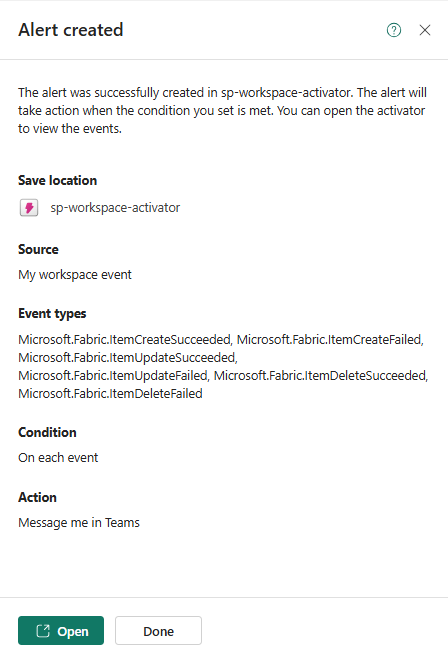 Alert created
The alert was successfully created in sp-workspace-activator. The alert will
take action when the condition you set is met. You can open the activator
to view the events.
Save location
sp-workspace-activator
Source
My workspace event
Event types
Microsoft.Fabric.ItemCreateSucceeded, Microsoft.Fabric.ItemCreateFailed,
Microsoft.Fabric.ItemUpdateSucceeded,
Microsoft.Fabric.ItemUpdateFailed, Microsoft.Fabric.ItemDeleteSucceeded,
Microsoft.Fabric.ItemDeleteFailed
Condition
On each event
Action
Message me in Teams
Open Done